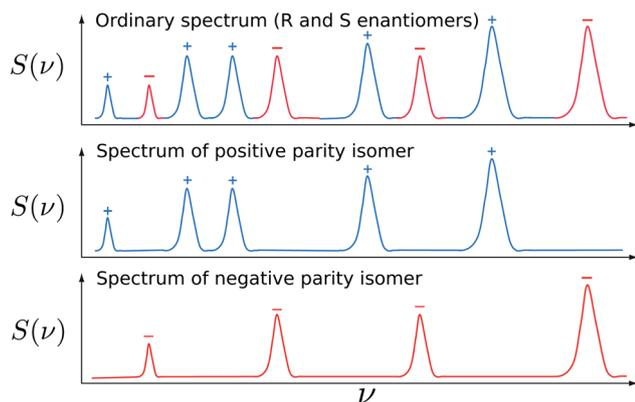 Ordinary spectrum (R and S enantiomers)
S(ν)
+ − + + − + − + −
Spectrum of positive parity isomer
S(ν)
+ + + + +
Spectrum of negative parity isomer
S(ν)
− − − −
ν